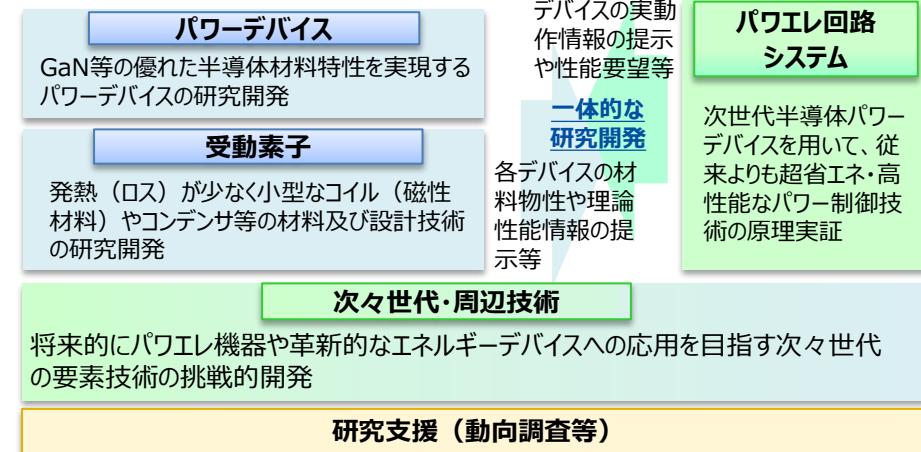 パワーデバイス
GaN等の優れた半導体材料特性を実現する
パワーデバイスの研究開発
受動素子
発熱（ロス）が少なく小型なコイル（磁性
材料）やコンデンサ等の材料及び設計技術
の研究開発
デバイスの実動
作情報の提示
や性能要望等
一体的な
研究開発
各デバイスの材
料物性や理論
性能情報の提
示等
パワエレ回路
システム
次世代半導体パワー
デバイスを用いて、従
来よりも超省エネ・高
性能なパワー制御技
術の原理実証
次々世代・周辺技術
将来的にパワエレ機器や革新的なエネルギーデバイスへの応用を目指す次々世代
の要素技術の挑戦的開発
研究支援（動向調査等）